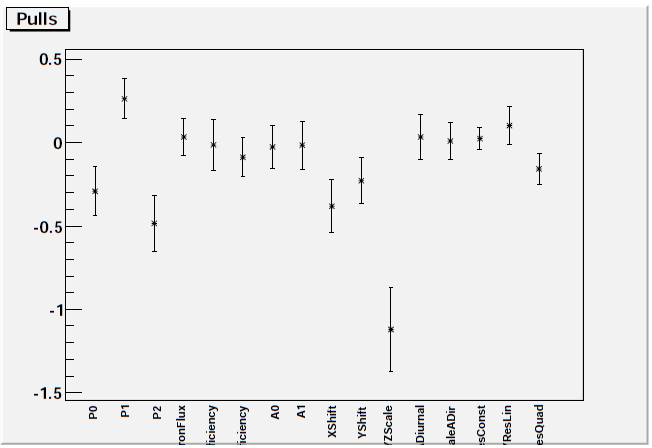 Pulls
0.5
0
-0.5
-1
-1.5
P0
P1
P2
ronFlux
iciency
iciency
A0
A1
XShift
YShift
ZScale
Diurnal
aleADir
sConst
ResLin
esQuad